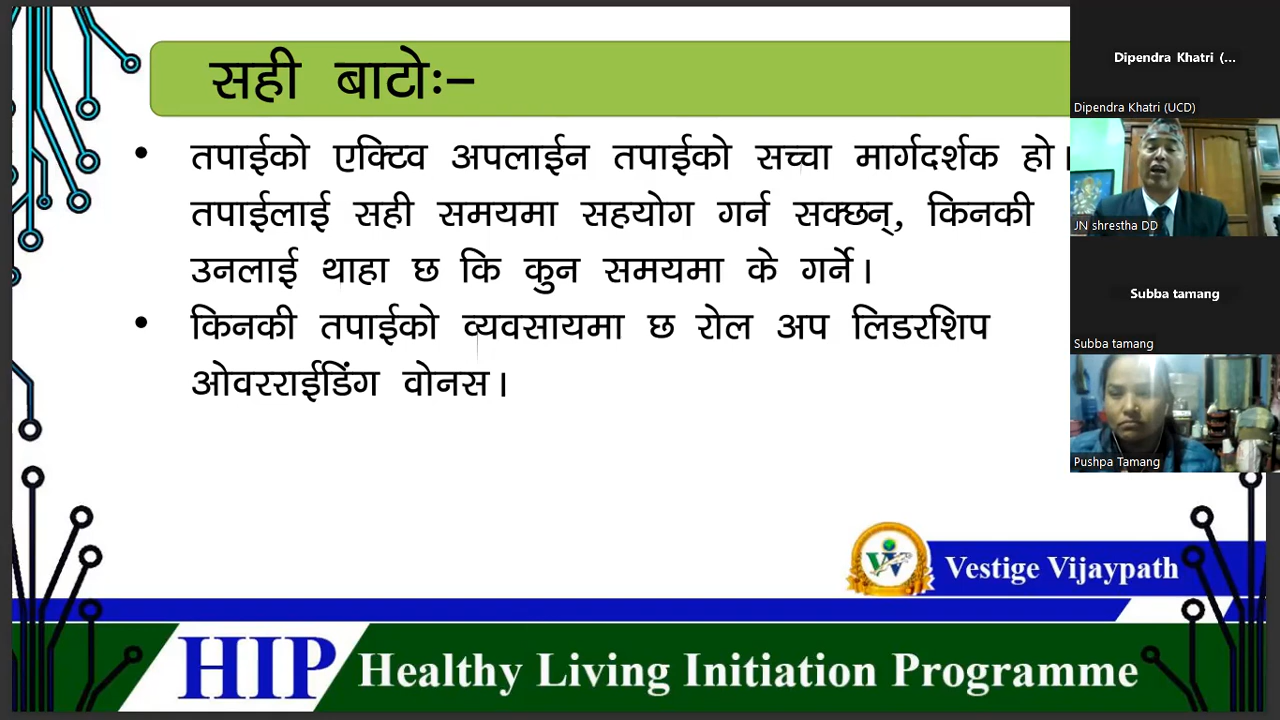 सही बाटोः–
• तपाईको एक्टिव अपलाईन तपाईको सच्चा मार्गदर्शक हो।
तपाईलाई सही समयमा सहयोग गर्न सक्छन्, किनकी
उनलाई थाहा छ कि कुन समयमा के गर्ने।
• किनकी तपाईको व्यवसायमा छ रोल अप लिडरशिप
ओवरराईडिंग वोनस।
Dipendra Khatri (...
Dipendra Khatri (UCD)
JN shrestha DD
Subba tamang
Subba tamang
Pushpa Tamang
Vestige Vijaypath
HIP Healthy Living Initiation Programme